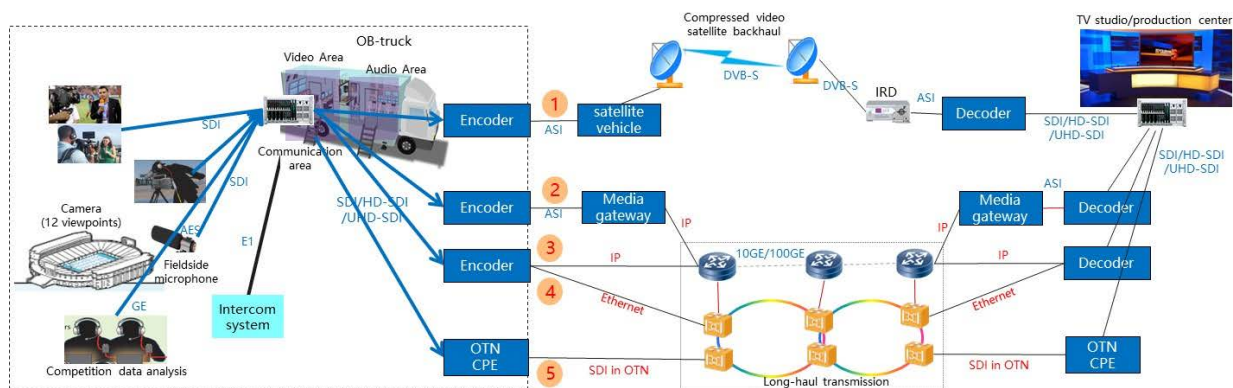 Compressed video
satellite backhaul
TV studio/production center
OB-truck
Video Area
Audio Area
DVB-S
DVB-S
IRD
SDI
Encoder
1
ASI
satellite
vehicle
ASI
Decoder
SDI/HD-SDI
/UHD-SDI
Communication
area
SDI
SDI/HD-SDI
/UHD-SDI
SDI/HD-SDI
/UHD-SDI
Camera
(12 viewpoints)
AES
Fieldside
microphone
E1
Encoder
2
ASI
Media
gateway
IP
Media
gateway
IP
ASI
Decoder
Encoder
3
IP
10GE/100GE
IP
Decoder
4
Ethernet
Ethernet
GE
Intercom
system
Competition data analysis
OTN
CPE
5
SDI in OTN
Long-haul transmission
SDI in OTN
OTN
CPE